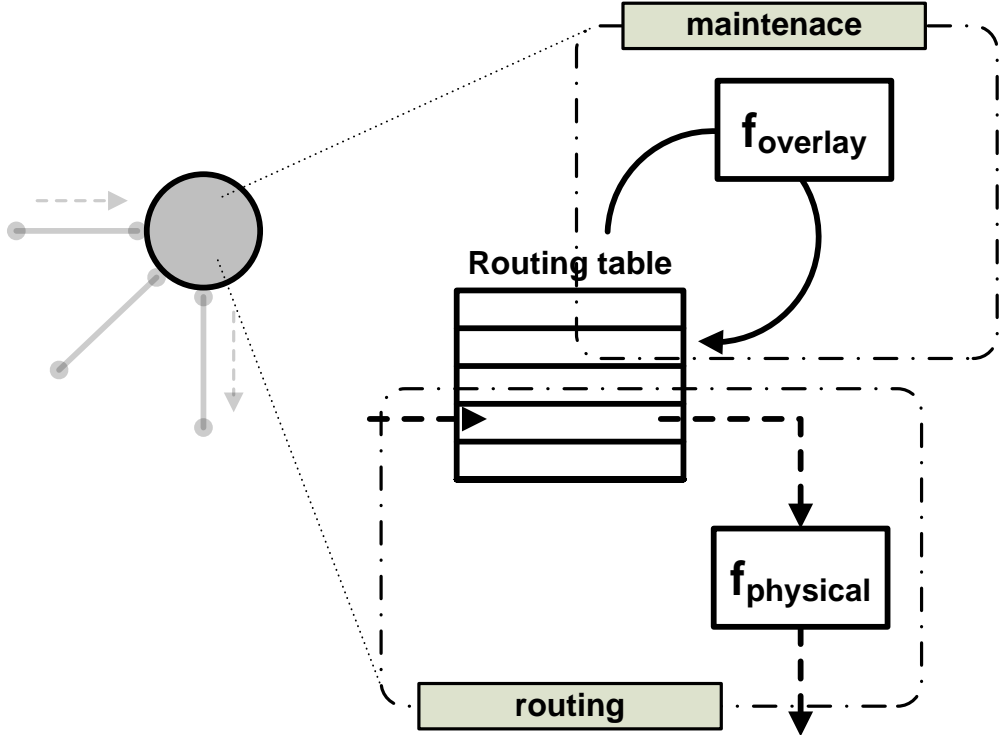 maintenace
f overlay
Routing table
f physical
routing